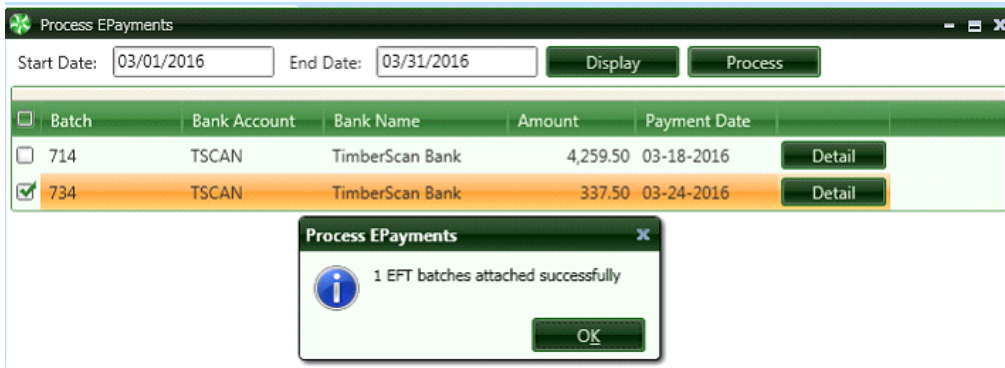 Process EPayments
Start Date: 03/01/2016 End Date: 03/31/2016 Display Process
Batch Bank Account Bank Name Amount Payment Date
714 TSCAN TimberScan Bank 4,259.50 03-18-2016 Detail
734 TSCAN TimberScan Bank 337.50 03-24-2016 Detail
Process EPayments
1 EFT batches attached successfully
OK